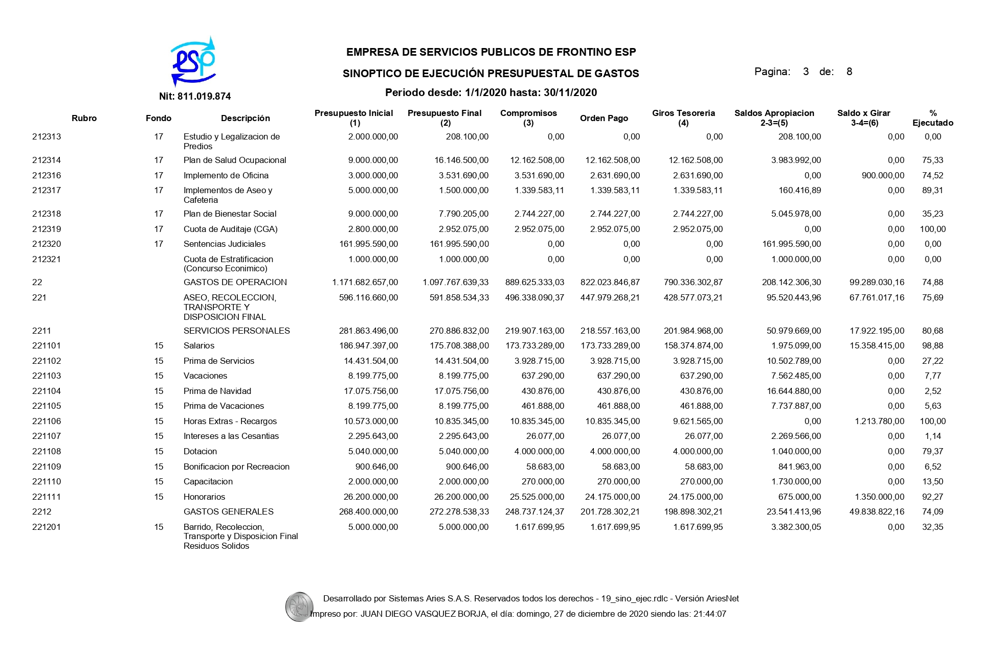 esp
EMPRESA DE SERVICIOS PUBLICOS DE FRONTINO ESP
SINOPTICO DE EJECUCIÓN PRESUPUESTAL DE GASTOS
Pagina: 3 de: 8
Periodo desde: 1/1/2020 hasta: 30/11/2020
Nit: 811.019.874
Rubro Fondo Descripción Presupuesto Inicial (1) Presupuesto Final (2) Compromisos (3) Orden Pago Giros Tesoreria (4) Saldos Apropiacion 2-3=(5) Saldo x Girar 3-4=(6) % Ejecutado
212313 17 Estudio y Legalizacion de 2.000.000,00 208.100,00 0,00 0,00 0,00 208.100,00 0,00 0,00
Predios
212314 17 Plan de Salud Ocupacional 9.000.000,00 16.146.500,00 12.162.508,00 12.162.508,00 12.162.508,00 3.983.992,00 0,00 75,33
212316 17 Implemento de Oficina 3.000.000,00 3.531.690,00 3.531.690,00 2.631.690,00 2.631.690,00 0,00 900.000,00 74,52
212317 17 Implementos de Aseo y 5.000.000,00 1.500.000,00 1.339.583,11 1.339.583,11 1.339.583,11 160.416,89 0,00 89,31
Cafeteria
212318 17 Plan de Bienestar Social 9.000.000,00 7.790.205,00 2.744.227,00 2.744.227,00 2.744.227,00 5.045.978,00 0,00 35,23
212319 17 Cuota de Auditaje (CGA) 2.800.000,00 2.952.075,00 2.952.075,00 2.952.075,00 2.952.075,00 0,00 0,00 100,00
212320 17 Sentencias Judiciales 161.995.590,00 161.995.590,00 0,00 0,00 0,00 161.995.590,00 0,00 0,00
212321 Cuota de Estratificacion 1.000.000,00 1.000.000,00 0,00 0,00 0,00 1.000.000,00 0,00 0,00
(Concurso Econimico)
22 GASTOS DE OPERACION 1.171.682.657,00 1.097.767.639,33 889.625.333,03 822.023.846,87 790.336.302,87 208.142.306,30 99.289.030,16 74,88
221 ASEO, RECOLECCION, 596.116.660,00 591.858.534,33 496.338.090,37 447.979.268,21 428.577.073,21 95.520.443,96 67.761.017,16 75,69
TRANSPORTE Y
DISPOSICION FINAL
2211 SERVICIOS PERSONALES 281.863.496,00 270.886.832,00 219.907.163,00 218.557.163,00 201.984.968,00 50.979.669,00 17.922.195,00 80,68
221101 15 Salarios 186.947.397,00 175.708.388,00 173.733.289,00 173.733.289,00 158.374.874,00 1.975.099,00 15.358.415,00 98,88
221102 15 Prima de Servicios 14.431.504,00 14.431.504,00 3.928.715,00 3.928.715,00 3.928.715,00 10.502.789,00 0,00 27,22
221103 15 Vacaciones 8.199.775,00 8.199.775,00 637.290,00 637.290,00 637.290,00 7.562.485,00 0,00 7,77
221104 15 Prima de Navidad 17.075.756,00 17.075.756,00 430.876,00 430.876,00 430.876,00 16.644.880,00 0,00 2,52
221105 15 Prima de Vacaciones 8.199.775,00 8.199.775,00 461.888,00 461.888,00 461.888,00 7.737.887,00 0,00 5,63
221106 15 Horas Extras - Recargos 10.573.000,00 10.835.345,00 10.835.345,00 10.835.345,00 9.621.565,00 0,00 1.213.780,00 100,00
221107 15 Intereses a las Cesantias 2.295.643,00 2.295.643,00 26.077,00 26.077,00 26.077,00 2.269.566,00 0,00 1,14
221108 15 Dotacion 5.040.000,00 5.040.000,00 4.000.000,00 4.000.000,00 4.000.000,00 1.040.000,00 0,00 79,37
221109 15 Bonificacion por Recreacion 900.646,00 900.646,00 58.683,00 58.683,00 58.683,00 841.963,00 0,00 6,52
221110 15 Capacitacion 2.000.000,00 2.000.000,00 270.000,00 270.000,00 270.000,00 1.730.000,00 0,00 13,50
221111 15 Honorarios 26.200.000,00 26.200.000,00 25.525.000,00 24.175.000,00 24.175.000,00 675.000,00 1.350.000,00 92,27
2212 GASTOS GENERALES 268.400.000,00 272.278.538,33 248.737.124,37 201.728.302,21 198.898.302,21 23.541.413,96 49.838.822,16 74,09
221201 15 Barrido, Recoleccion, 5.000.000,00 5.000.000,00 1.617.699,95 1.617.699,95 1.617.699,95 3.382.300,05 0,00 32,35
Transporte y Disposicion Final
Residuos Solidos
Desarrollado por Sistemas Aries S.A.S. Reservados todos los derechos - 19_sino_ejec.rdlc - Versión AriesNet
Impreso por: JUAN DIEGO VASQUEZ BORJA, el día: domingo, 27 de diciembre de 2020 siendo las: 21:44:07